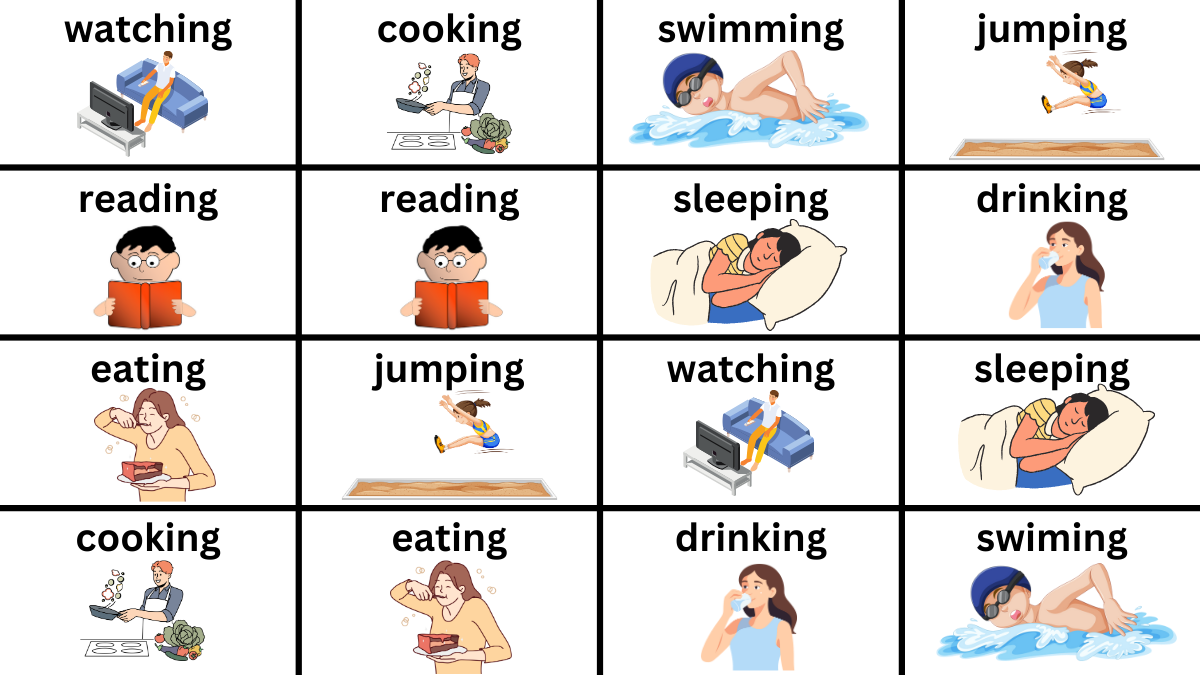 watching
cooking
swimming
jumping
reading
reading
sleeping
drinking
eating
jumping
watching
sleeping
cooking
eating
drinking
swiming